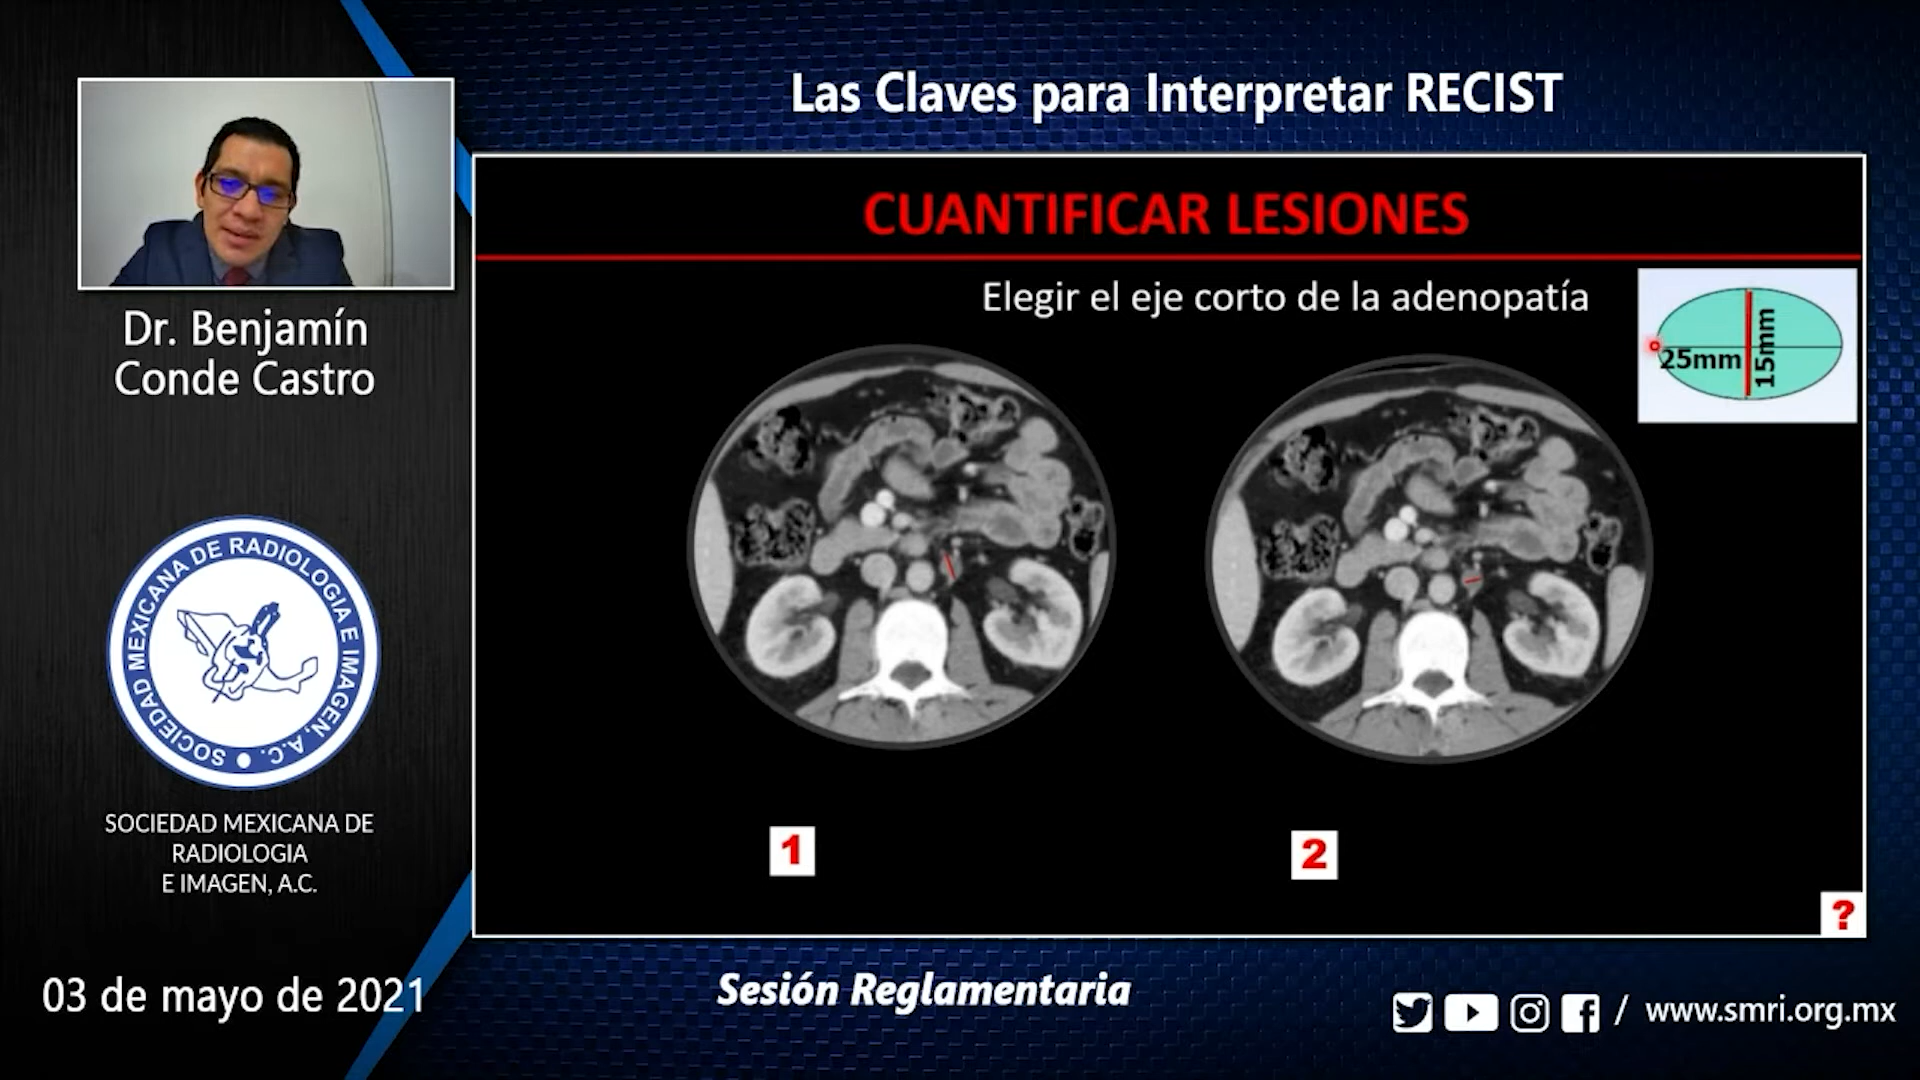 Las Claves para Interpretar RECIST
CUANTIFICAR LESIONES
Elegir el eje corto de la adenopatía
25mm
15mm
1
2
?
Dr. Benjamín
Conde Castro
SOCIEDAD MEXICANA DE RADIOLOGIA E IMAGEN, A.C.
SOCIEDAD MEXICANA DE
RADIOLOGIA
E IMAGEN, A.C.
03 de mayo de 2021
Sesión Reglamentaria
/ www.smri.org.mx